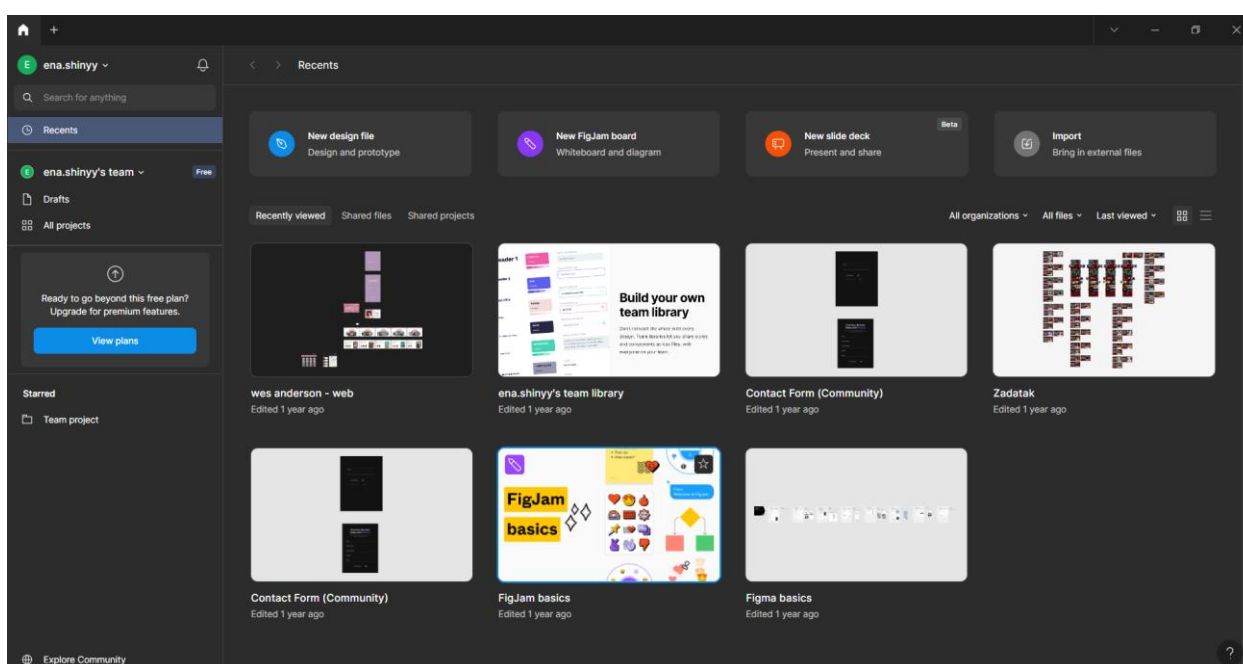 E ena.shinyy
Search for anything
Recents
E ena.shinyy's team Free
Drafts
All projects
Ready to go beyond this free plan?
Upgrade for premium features.
View plans
Starred
Team project
Explore Community
Recents
New design file
Design and prototype
New FigJam board
Whiteboard and diagram
Beta
New slide deck
Present and share
Import
Bring in external files
Recently viewed Shared files Shared projects
All organizations All files Last viewed
wes anderson - web
Edited 1 year ago
Build your own
team library
ena.shinyy's team library
Edited 1 year ago
Contact Form (Community)
Edited 1 year ago
Zadatak
Edited 1 year ago
Contact Form (Community)
Edited 1 year ago
FigJam
basics
FigJam basics
Edited 1 year ago
Figma basics
Edited 1 year ago
?